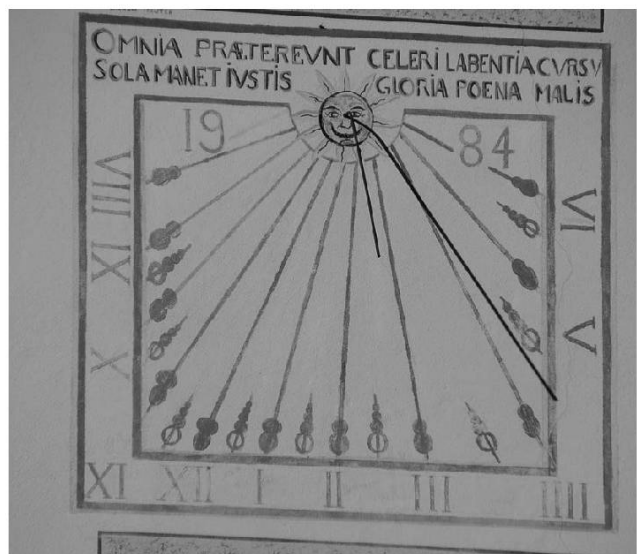 OMNIA PRÆTEREVNT CELERI LABENTIA CVRSV
SOLA MANET IVSTIS GLORIA POENA MALIS
19 84
VIII
IX
X
XI XII I II III IIII
V
VI